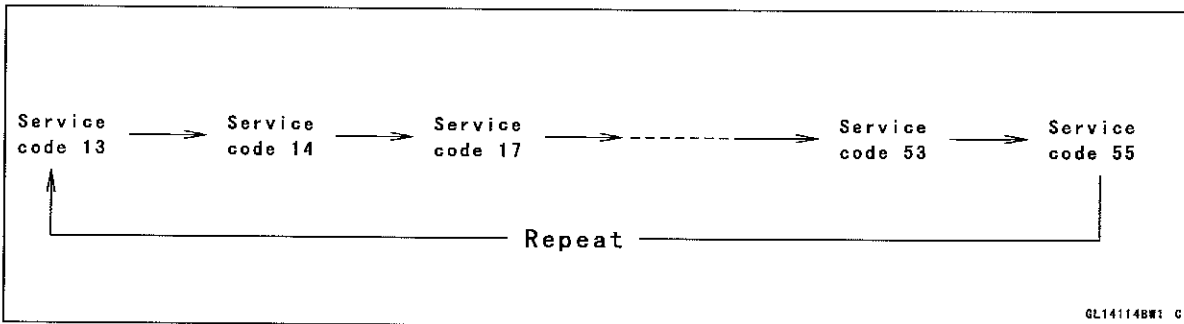 Service code 13
Service code 14
Service code 17
Service code 53
Service code 55
Repeat
GL14114BW1 C